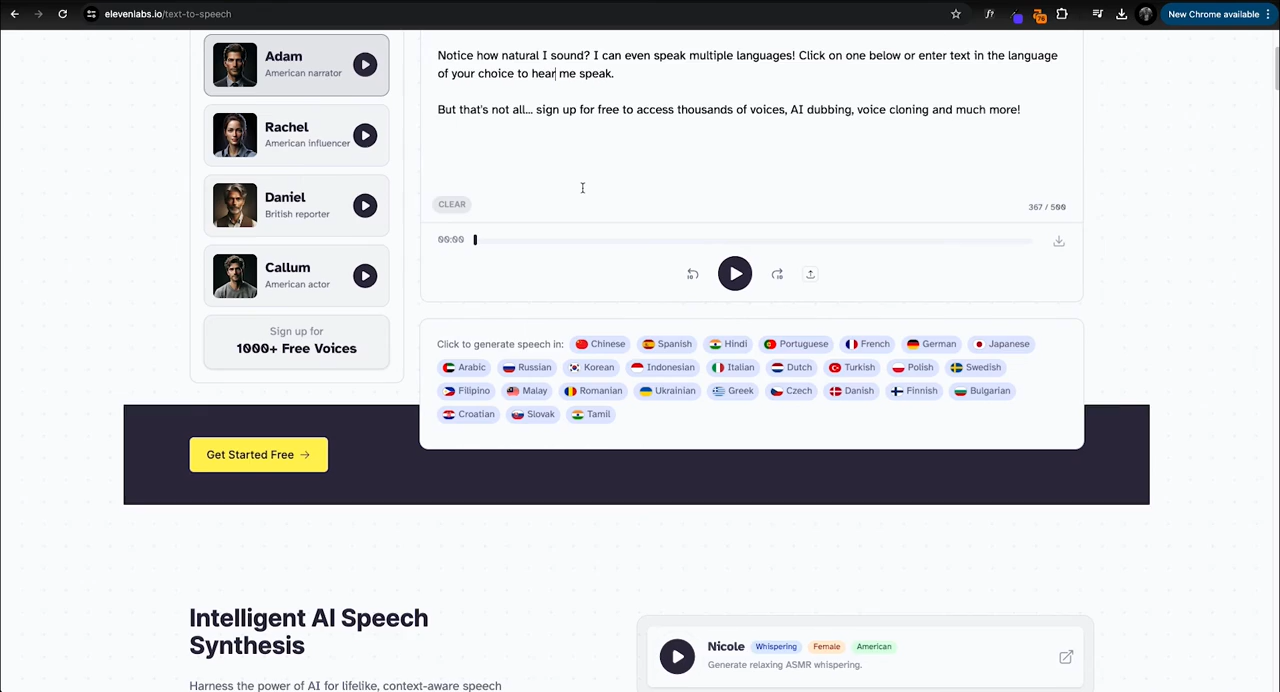 elevenlabs.io/text-to-speech
f?
76
New Chrome available
Adam
American narrator
Rachel
American influencer
Daniel
British reporter
Callum
American actor
Sign up for
1000+ Free Voices
Notice how natural I sound? I can even speak multiple languages! Click on one below or enter text in the language
of your choice to hear me speak.
But that's not all... sign up for free to access thousands of voices, AI dubbing, voice cloning and much more!
CLEAR
367 / 500
00:00
10
10
Click to generate speech in: Chinese Spanish Hindi Portuguese French German Japanese
Arabic Russian Korean Indonesian Italian Dutch Turkish Polish Swedish
Filipino Malay Romanian Ukrainian Greek Czech Danish Finnish Bulgarian
Croatian Slovak Tamil
Get Started Free →
Intelligent AI Speech
Synthesis
Harness the power of AI for lifelike, context-aware speech
Nicole Whispering Female American
Generate relaxing ASMR whispering.